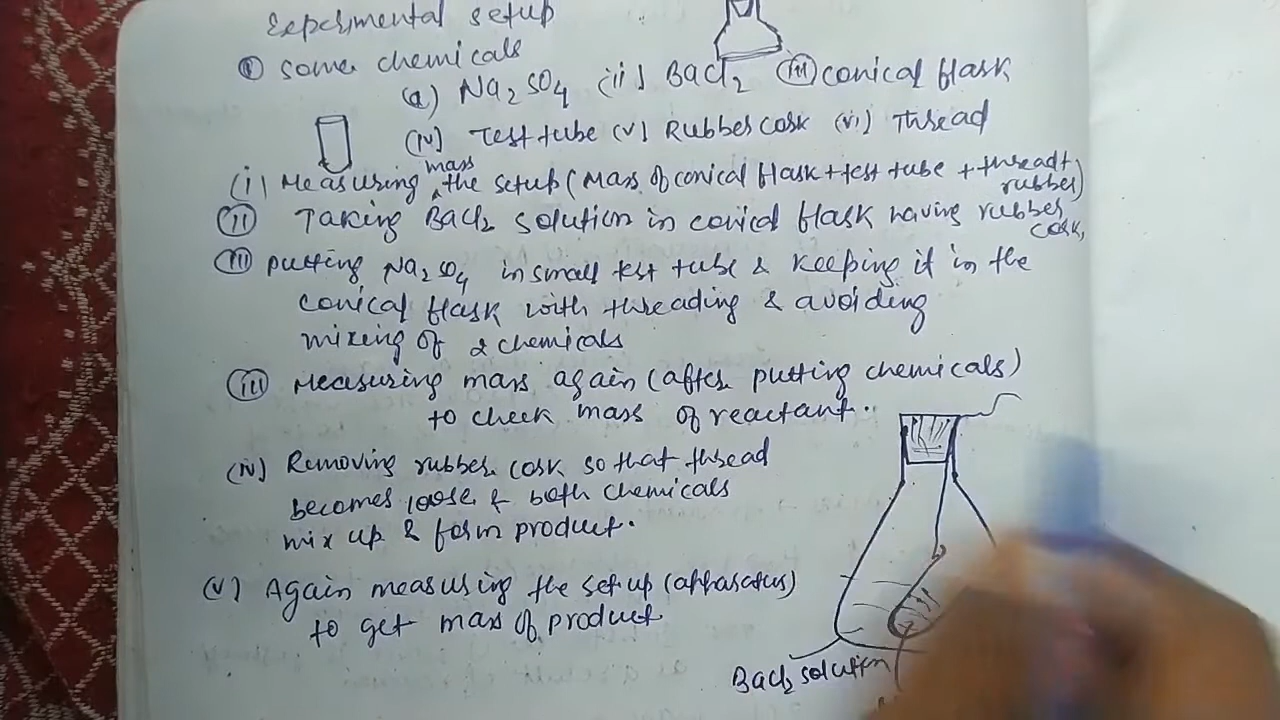 Experimental setup
① some chemicals
(a) Na2SO4 (ii) BaCl2 (iii) conical flask
(iv) Test tube (v) Rubber cork (vi) Thread
(i) Measuring mass the setup (Mass of conical flask + test tube + thread + rubber)
(II) Taking BaCl2 solution in conical flask having rubber cork,
(III) putting Na2SO4 in small test tube & keeping it in the
conical flask with threading & avoiding
mixing of 2 chemicals
(III) Measuring mass again (after putting chemicals)
to check mass of reactant.
(iv) Removing rubber cork so that thread
becomes loose & both chemicals
mix up & form product.
(v) Again measuring the setup (apparatus)
to get mass of product
BaCl2 solution